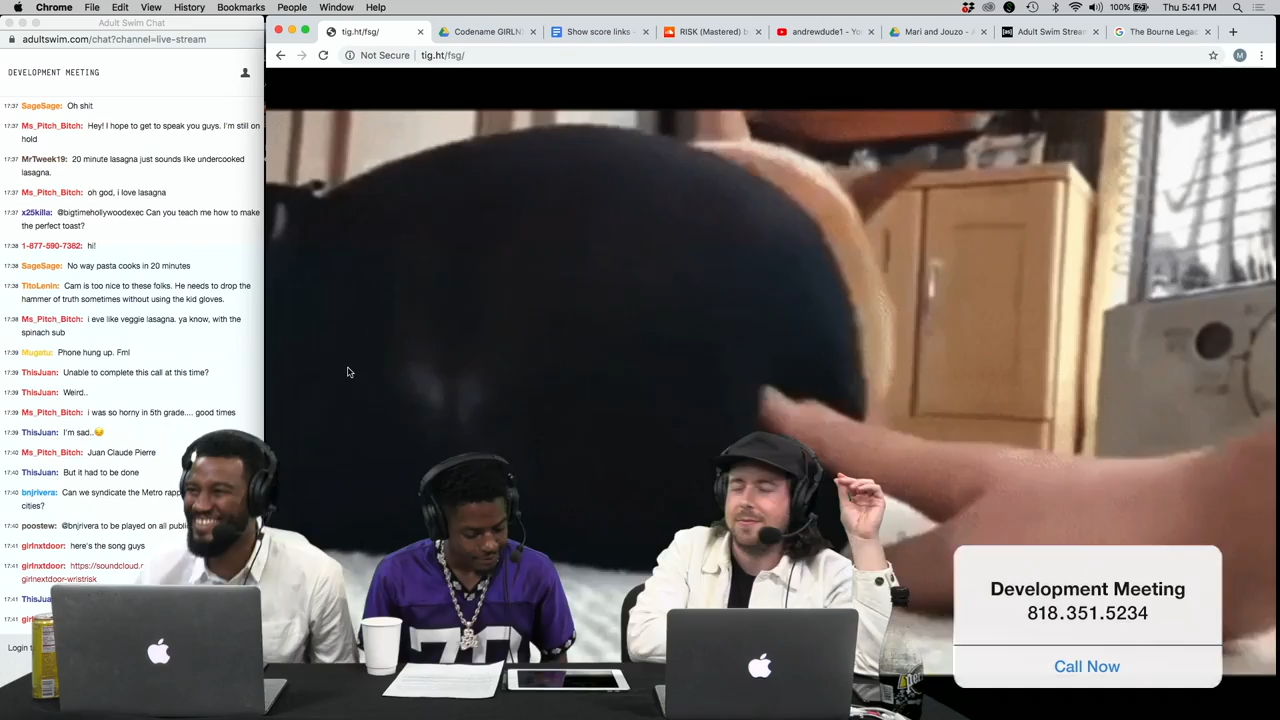 Chrome File Edit View History Bookmarks People Window Help
100% Thu 5:41 PM
Adult Swim Chat
adultswim.com/chat?channel=live-stream
DEVELOPMENT MEETING
17:37 SageSage: Oh shit
17:37 Ms_Pitch_Bitch: Hey! I hope to get to speak you guys. I'm still on
hold
17:37 MrTweek19: 20 minute lasagna just sounds like undercooked
lasagna.
17:37 Ms_Pitch_Bitch: oh god, i love lasagna
17:37 x25killa: @bigtimehollywoodexec Can you teach me how to make
the perfect toast?
17:38 1-877-590-7382: hi!
17:38 SageSage: No way pasta cooks in 20 minutes
17:38 TitoLenin: Cam is too nice to these folks. He needs to drop the
hammer of truth sometimes without using the kid gloves.
17:38 Ms_Pitch_Bitch: i eve like veggie lasagna. ya know, with the
spinach sub
17:39 Mugatu: Phone hung up. Fml
17:39 ThisJuan: Unable to complete this call at this time?
17:39 ThisJuan: Weird..
17:39 Ms_Pitch_Bitch: i was so horny in 5th grade.... good times
17:39 ThisJuan: I'm sad..😏
17:40 Ms_Pitch_Bitch: Juan Claude Pierre
17:40 ThisJuan: But it had to be done
17:40 bnjrivera: Can we syndicate the Metro rapp
cities?
17:40 poostew: @bnjrivera to be played on all publ
17:41 girlnxtdoor: here's the song guys
17:41 girlnxtdoor: https://soundcloud.
girlnextdoor-wristrisk
17:41 ThisJua
17:41 girl
Login t
tig.ht/fsg/
Codename GIRLN
Show score links -
RISK (Mastered) b
andrewdude1 - You
Mari and Jouzo - A
Adult Swim Strean
The Bourne Legac
Not Secure tig.ht/fsg/
M
70
Development Meeting
818.351.5234
Call Now